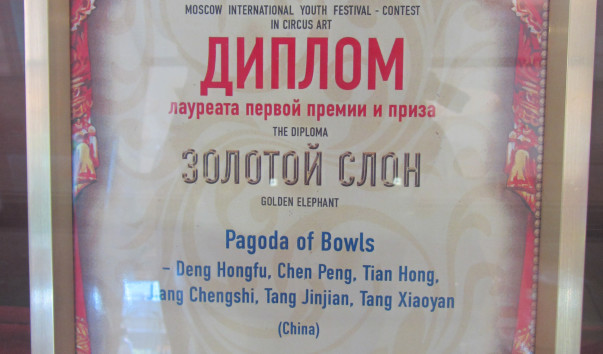 MOSCOW INTERNATIONAL YOUTH FESTIVAL - CONTEST
IN CIRCUS ART
ДИПЛОМ
лауреата первой премии и приза
THE DIPLOMA
ЗОЛОТОЙ СЛОН
GOLDEN ELEPHANT
Pagoda of Bowls
– Deng Hongfu, Chen Peng, Tian Hong,
Chengshi, Tang Jinjian, Tang Xiaoyan
(China)